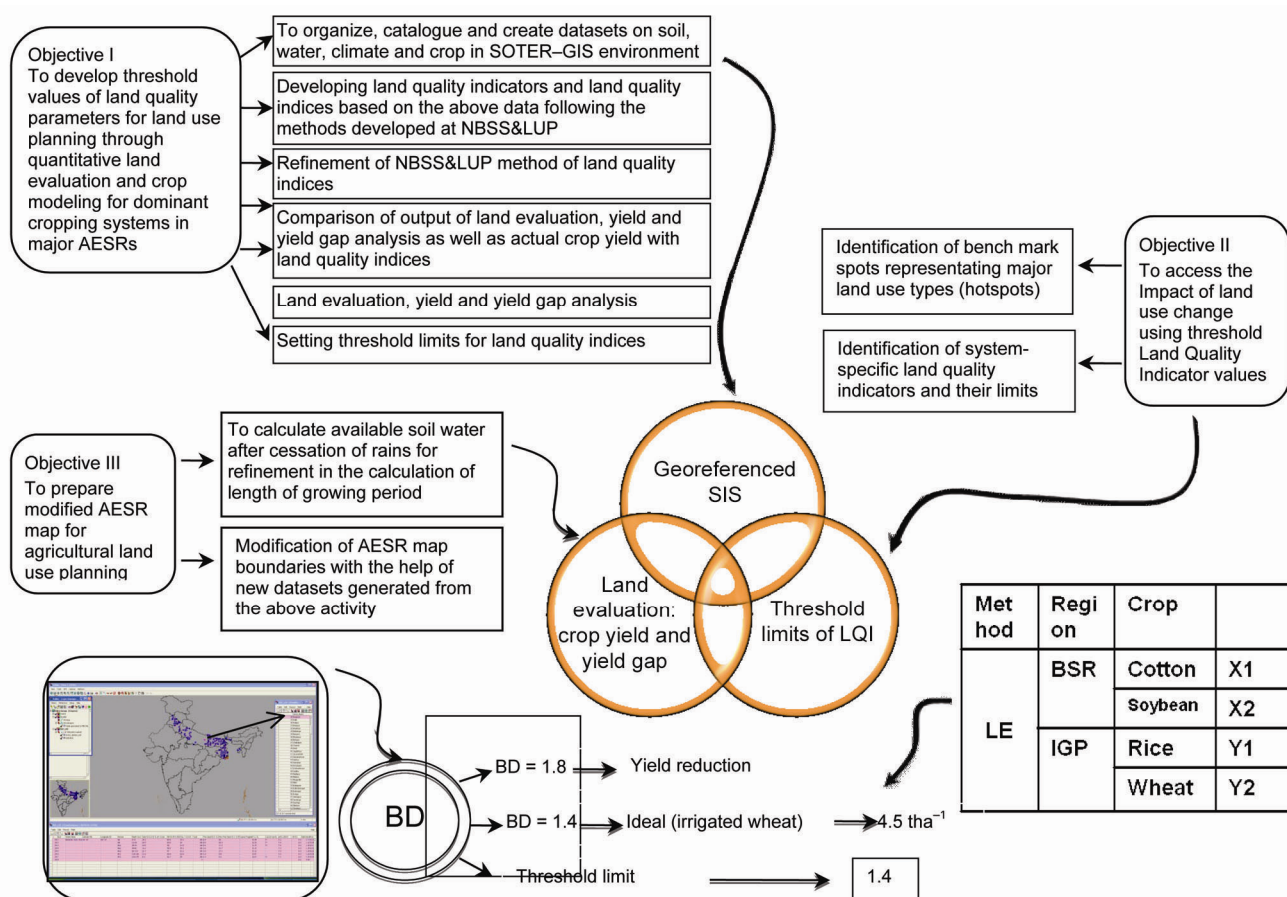 Objective I
To develop threshold
values of land quality
parameters for land use
planning through
quantitative land
evaluation and crop
modeling for dominant
cropping systems in
major AESRs
To organize, catalogue and create datasets on soil,
water, climate and crop in SOTER–GIS environment
Developing land quality indicators and land quality
indices based on the above data following the
methods developed at NBSS&LUP
Refinement of NBSS&LUP method of land quality
indices
Comparison of output of land evaluation, yield and
yield gap analysis as well as actual crop yield with
land quality indices
Land evaluation, yield and yield gap analysis
Setting threshold limits for land quality indices
Identification of bench mark
spots representating major
land use types (hotspots)
Identification of system-
specific land quality
indicators and their limits
Objective II
To access the
Impact of land
use change
using threshold
Land Quality
Indicator values
Objective III
To prepare
modified AESR
map for
agricultural land
use planning
To calculate available soil water
after cessation of rains for
refinement in the calculation of
length of growing period
Modification of AESR map
boundaries with the help of
new datasets generated from
the above activity
Georeferenced
SIS
Land
evaluation:
crop yield and
yield gap
Threshold
limits of LQI
Met
hod
Regi
on
Crop
LE
BSR
Cotton
X1
Soybean
X2
IGP
Rice
Y1
Wheat
Y2
BD
BD = 1.8
Yield reduction
BD = 1.4
Ideal (irrigated wheat)
4.5 tha⁻¹
Threshold limit
1.4